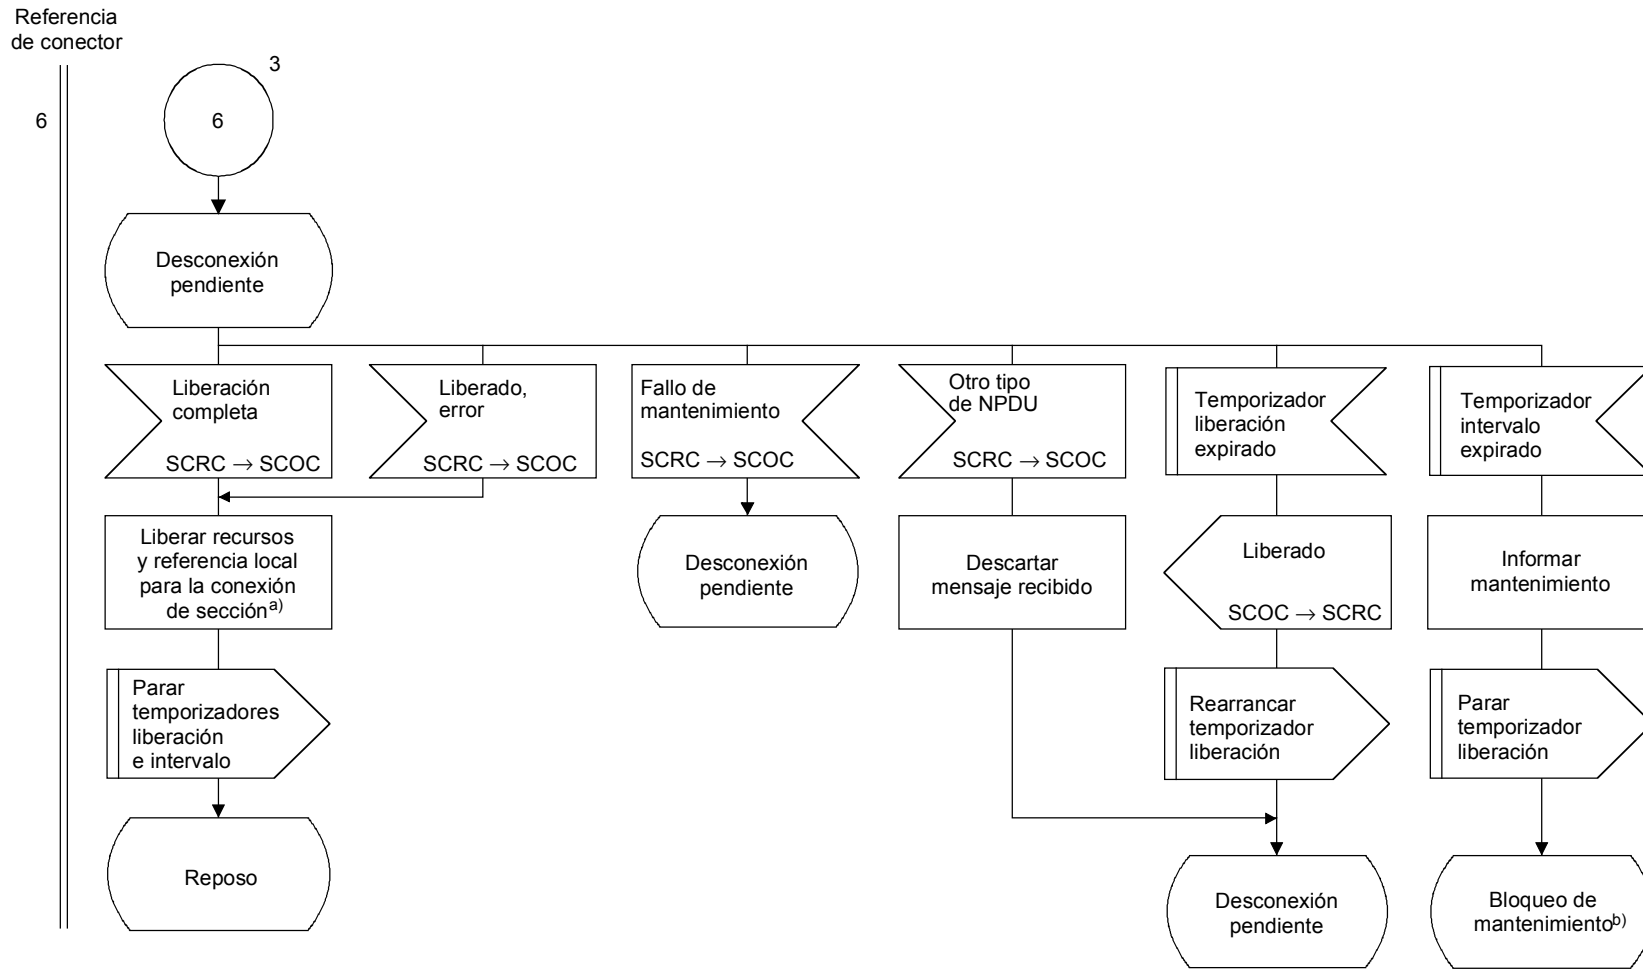 Referencia
de conector
3
6
6
Desconexión
pendiente
Liberación
completa
SCRC → SCOC
Liberado,
error
SCRC → SCOC
Fallo de
mantenimiento
SCRC → SCOC
Otro tipo
de NPDU
SCRC → SCOC
Temporizador
liberación
expirado
Temporizador
intervalo
expirado
Liberar recursos
y referencia local
para la conexión
de sección a)
Desconexión
pendiente
Descartar
mensaje recibido
Liberado
SCOC → SCRC
Informar
mantenimiento
Parar
temporizadores
liberación
e intervalo
Rearrancar
temporizador
liberación
Parar
temporizador
liberación
Reposo
Desconexión
pendiente
Bloqueo de
mantenimiento b)